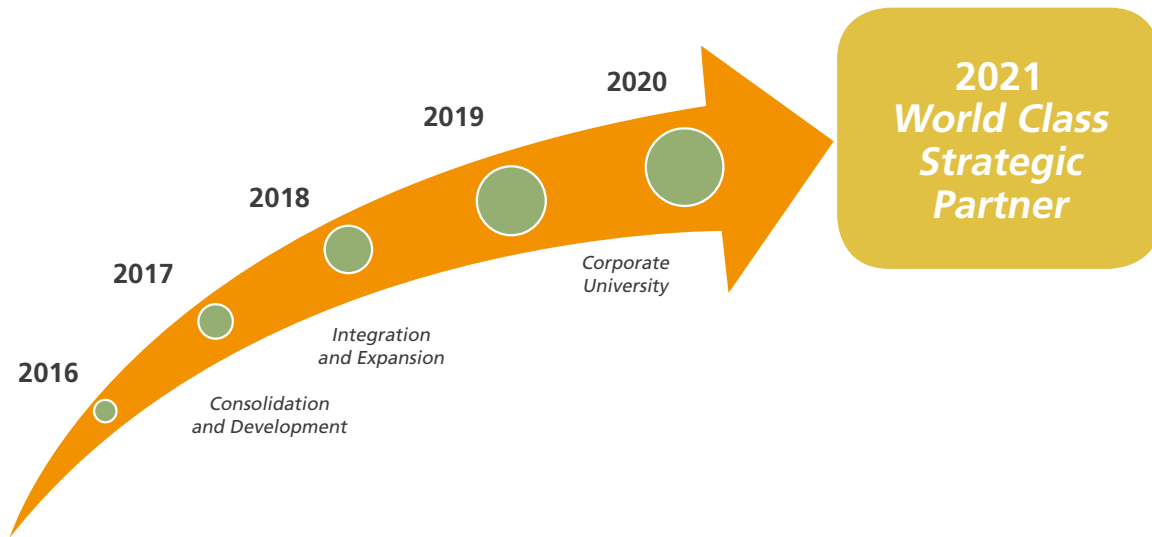 2016
2017
2018
2019
2020
Consolidation
and Development
Integration
and Expansion
Corporate
University
2021
World Class
Strategic
Partner